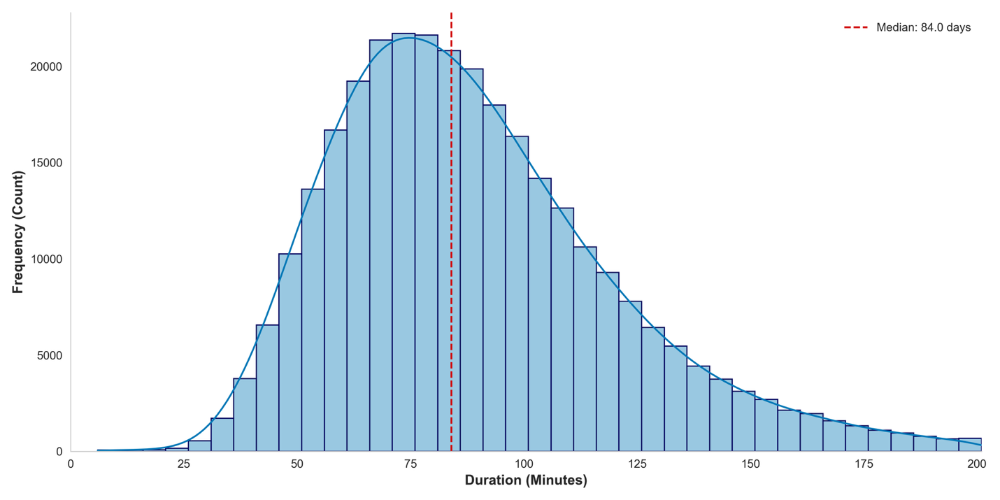 Median: 84.0 days
20000
15000
10000
5000
0
Frequency (Count)
0 25 50 75 100 125 150 175 200
Duration (Minutes)